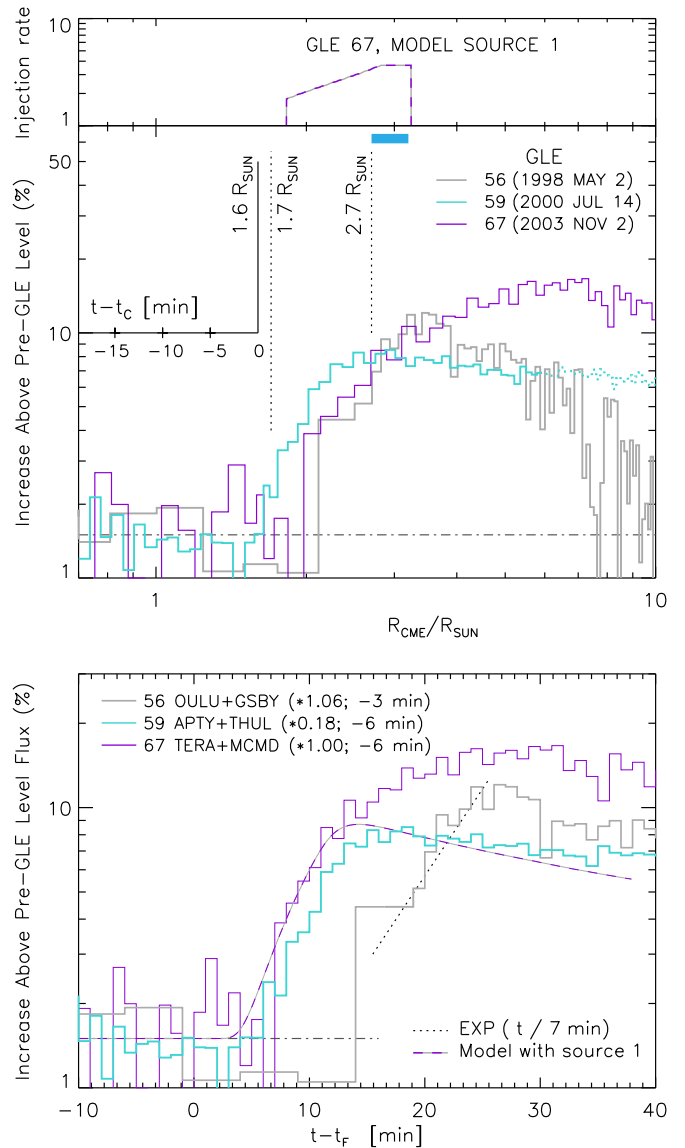 10
Injection rate
GLE 67, MODEL SOURCE 1
1
50
Increase Above Pre-GLE Level (%)
1.6 R_SUN
1.7 R_SUN
2.7 R_SUN
GLE
56 (1998 MAY 2)
59 (2000 JUL 14)
67 (2003 NOV 2)
t-t_C [min]
10
-15 -10 -5 0
1
1 10
R_CME/R_SUN
Increase Above Pre-GLE Level Flux (%)
56 OULU+GSBY (*1.06; -3 min)
59 APTY+THUL (*0.18; -6 min)
67 TERA+MCMD (*1.00; -6 min)
10
EXP ( t / 7 min)
Model with source 1
1
-10 0 10 20 30 40
t-t_F [min]